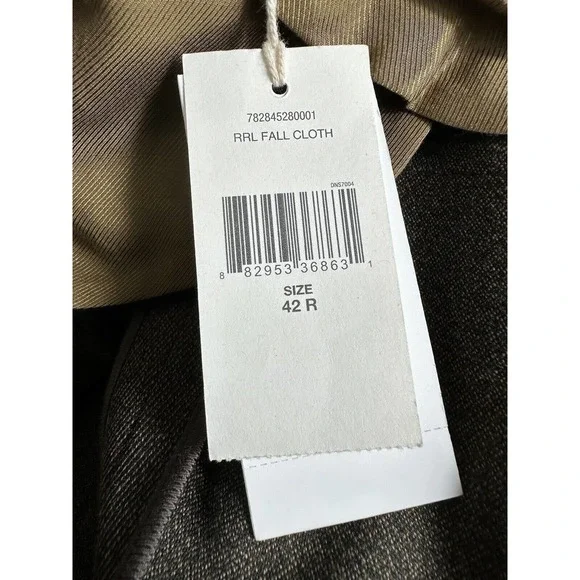 782845280001
RRL FALL CLOTH
DNS7004
8 82953 36863 1
SIZE
42 R